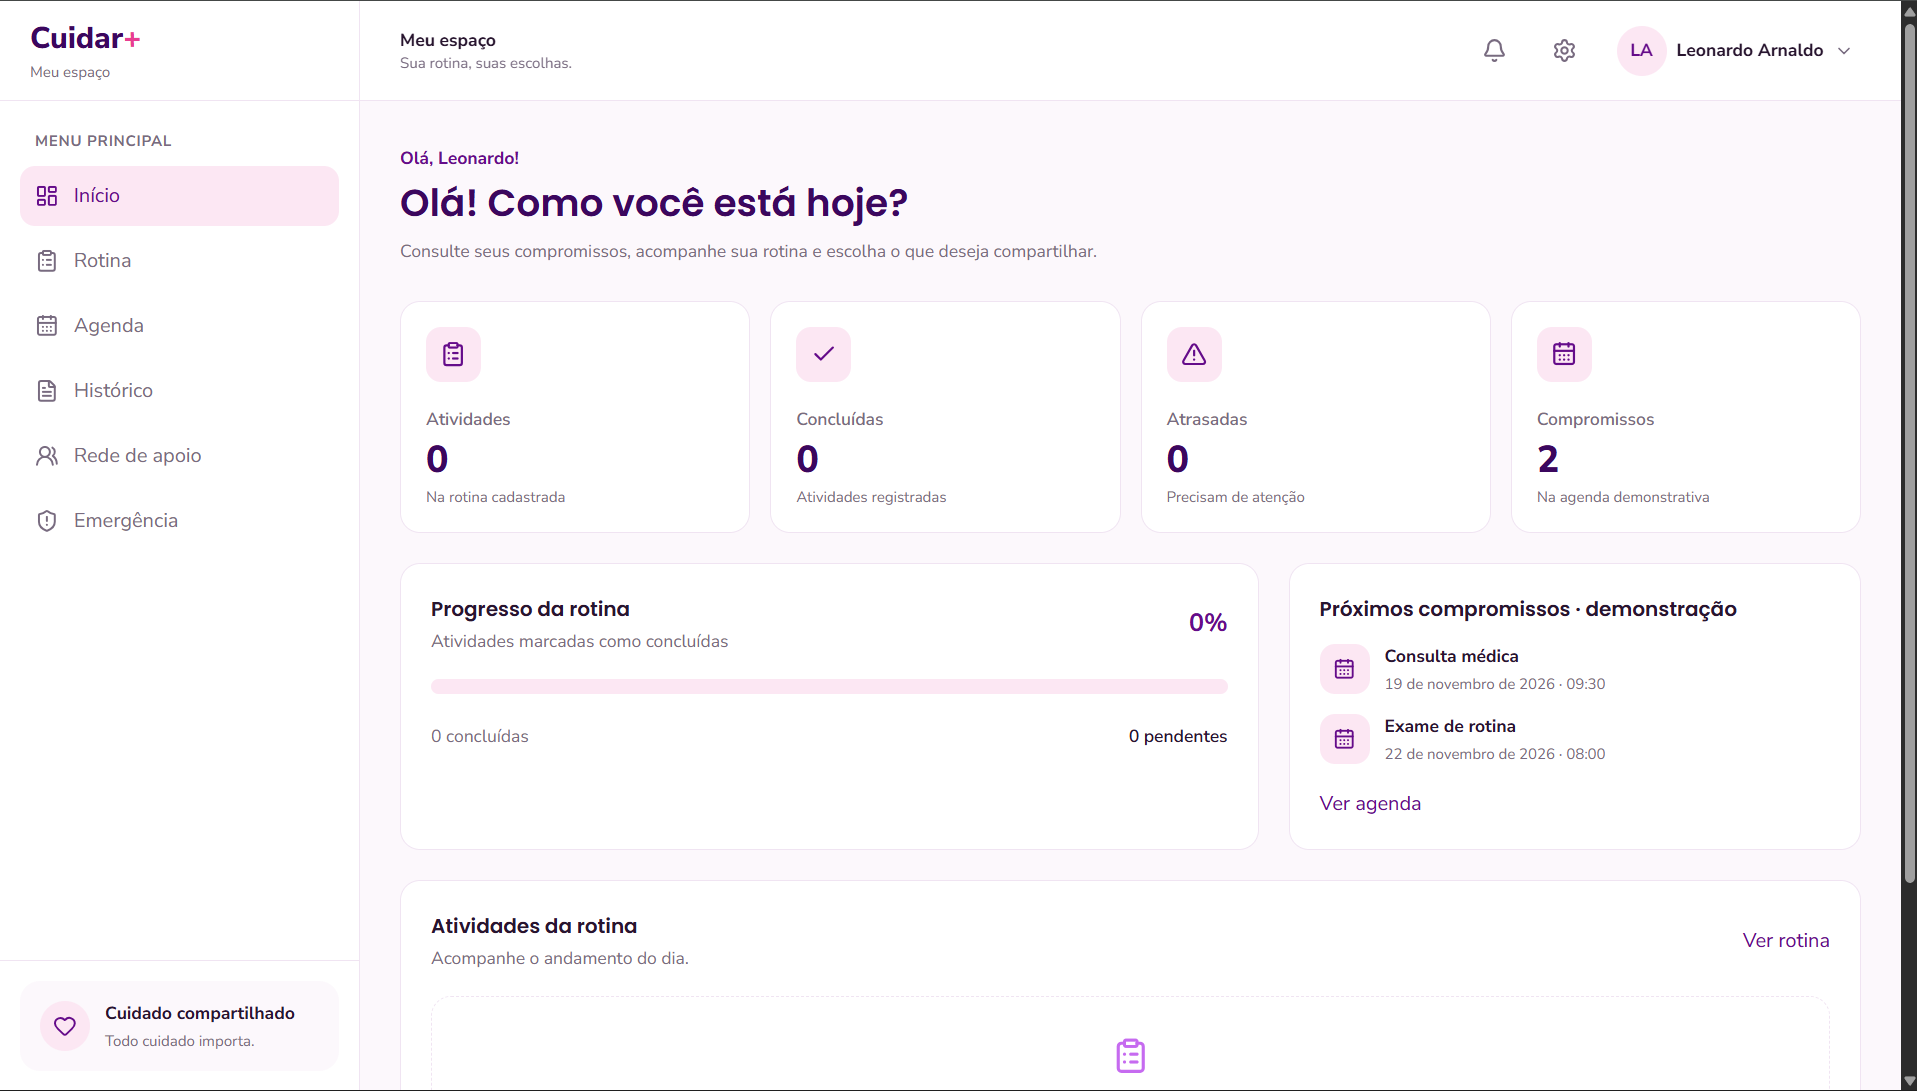 Cuidar+
Meu espaço
MENU PRINCIPAL
Início
Rotina
Agenda
Histórico
Rede de apoio
Emergência
Cuidado compartilhado
Todo cuidado importa.
Meu espaço
Sua rotina, suas escolhas.
LA
Leonardo Arnaldo
Olá, Leonardo!
Olá! Como você está hoje?
Consulte seus compromissos, acompanhe sua rotina e escolha o que deseja compartilhar.
Atividades
0
Na rotina cadastrada
Concluídas
0
Atividades registradas
Atrasadas
0
Precisam de atenção
Compromissos
2
Na agenda demonstrativa
Progresso da rotina
Atividades marcadas como concluídas
0%
0 concluídas
0 pendentes
Próximos compromissos · demonstração
Consulta médica
19 de novembro de 2026 · 09:30
Exame de rotina
22 de novembro de 2026 · 08:00
Ver agenda
Atividades da rotina
Acompanhe o andamento do dia.
Ver rotina